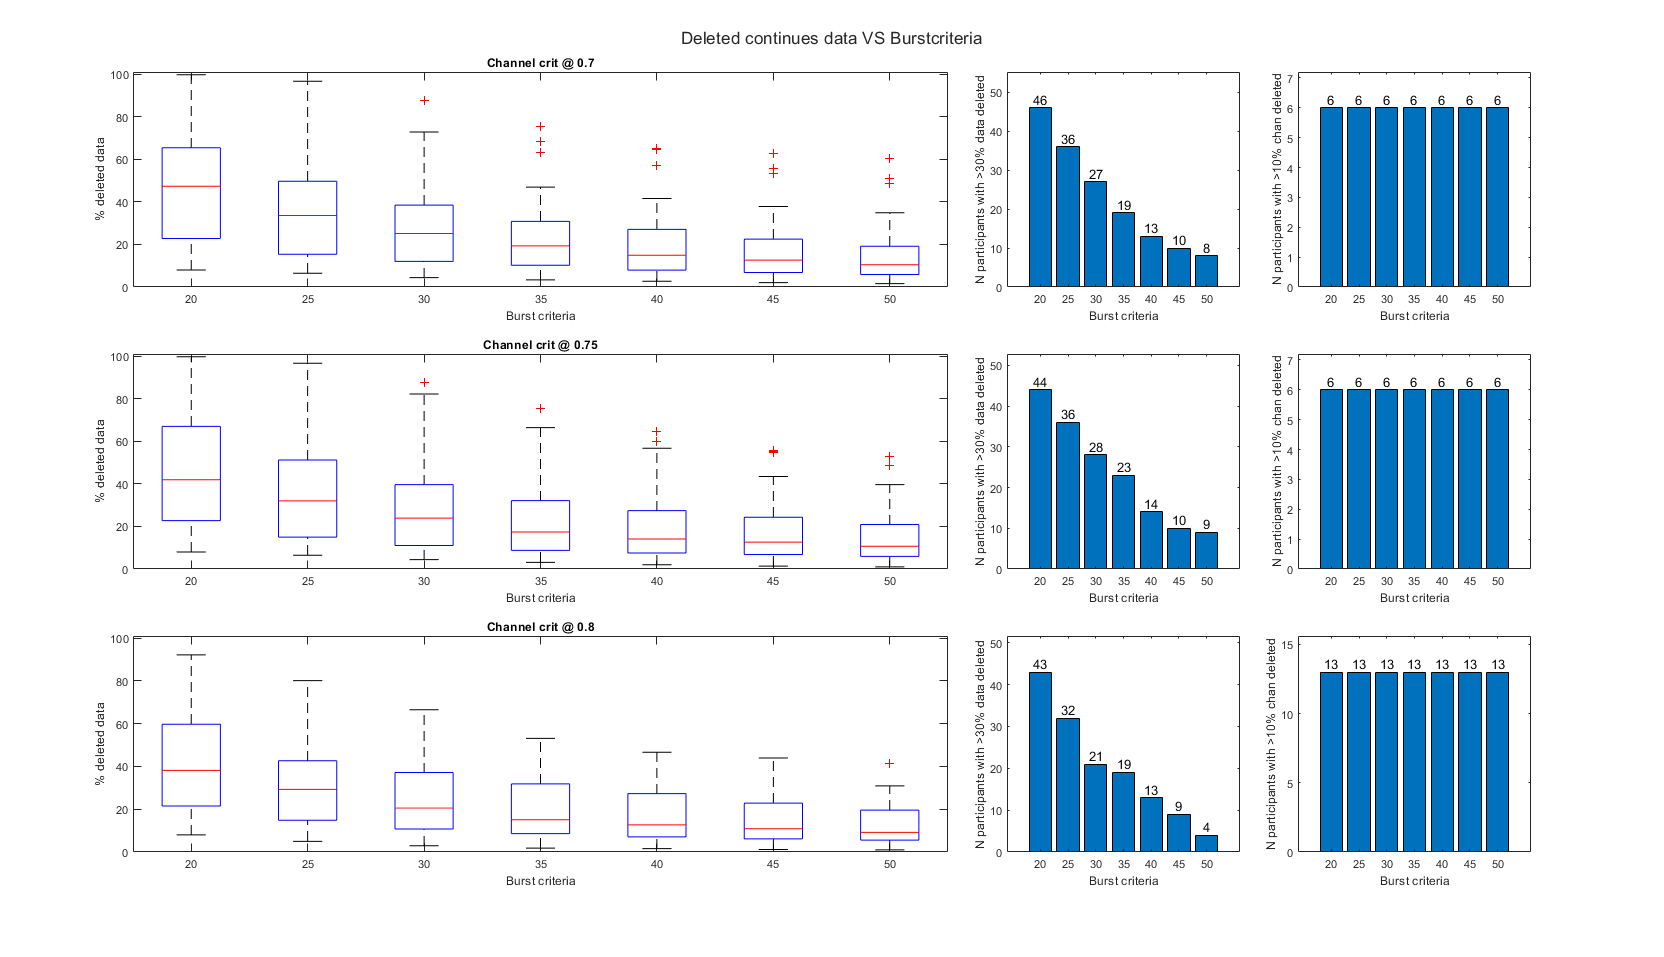 Deleted continues data VS Burstcriteria
Channel crit @ 0.7
% deleted data
100
80
60
40
20
0
20 25 30 35 40 45 50
Burst criteria
N participants with >30% data deleted
50
40
30
20
10
0
46 36 27 19 13 10 8
20 25 30 35 40 45 50
Burst criteria
N participants with >10% chan deleted
7
6
5
4
3
2
1
0
6 6 6 6 6 6 6
20 25 30 35 40 45 50
Burst criteria
Channel crit @ 0.75
% deleted data
100
80
60
40
20
0
20 25 30 35 40 45 50
Burst criteria
N participants with >30% data deleted
50
40
30
20
10
0
44 36 28 23 14 10 9
20 25 30 35 40 45 50
Burst criteria
N participants with >10% chan deleted
7
6
5
4
3
2
1
0
6 6 6 6 6 6 6
20 25 30 35 40 45 50
Burst criteria
Channel crit @ 0.8
% deleted data
100
80
60
40
20
0
20 25 30 35 40 45 50
Burst criteria
N participants with >30% data deleted
50
40
30
20
10
0
43 32 21 19 13 9 4
20 25 30 35 40 45 50
Burst criteria
N participants with >10% chan deleted
15
10
5
0
13 13 13 13 13 13 13
20 25 30 35 40 45 50
Burst criteria